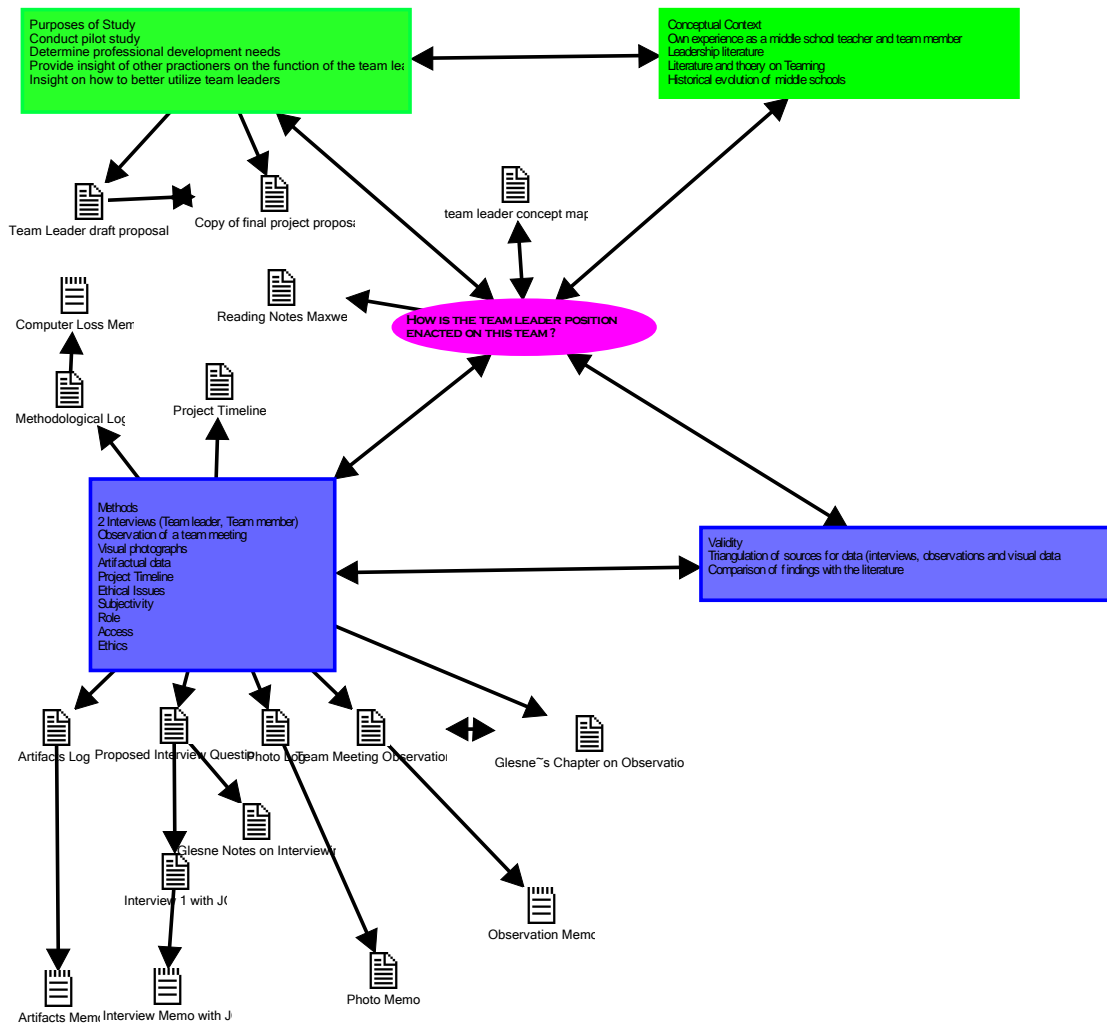 Purposes of Study
Conduct pilot study
Determine professional development needs
Provide insight of other practioners on the function of the team lea
Insight on how to better utilize team leaders
Conceptual Context
Own experience as a middle school teacher and team member
Leadership literature
Literature and thoery on Teaming
Historical evolution of middle schools
Team Leader draft proposal
Copy of final project proposa
team leader concept map
Computer Loss Mem
Reading Notes Maxwe
HOW IS THE TEAM LEADER POSITION
ENACTED ON THIS TEAM?
Methodological Log
Project Timeline
Methods
2 Interviews (Team leader, Team member)
Observation of a team meeting
Visual photographs
Artifactual data
Project Timeline
Ethical Issues
Subjectivity
Role
Access
Ethics
Validity
Triangulation of sources for data (interviews, observations and visual data
Comparison of findings with the literature
Artifacts Log
Proposed Interview Questio
Photo Log
Team Meeting Observation
Glesne~s Chapter on Observatio
Glesne Notes on Interviewin
Interview 1 with JC
Observation Memo
Photo Memo
Artifacts Memo
Interview Memo with J